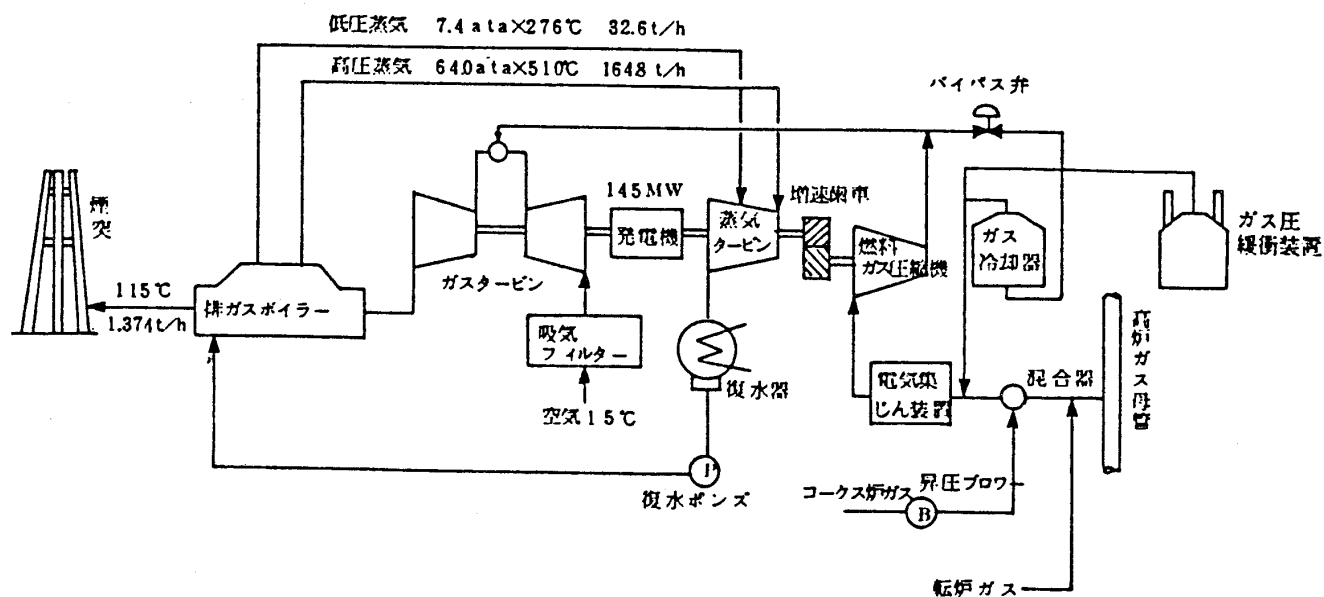 低圧蒸気 7.4ata×276℃ 32.6t/h
高圧蒸気 64.0ata×510℃ 164.8t/h
バイパス弁
煙突
145MW
発電機
蒸気
タービン
増速歯車
燃料
ガス圧縮機
ガス
冷却器
ガス圧
緩衝装置
ガスタービン
115℃
1,374t/h
排ガスボイラー
吸気
フィルター
空気15℃
復水器
電気集
じん装置
混合器
高炉ガス母管
P
復水ポンプ
コークス炉ガス
昇圧ブロワー
B
転炉ガス